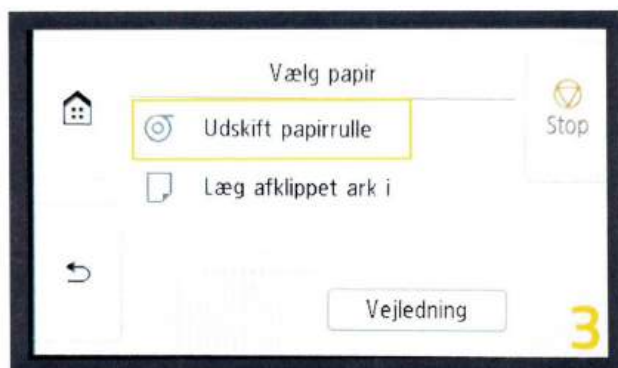 Vælg papir
Udskift papirrulle
Stop
Læg afklippet ark i
Vejledning
3